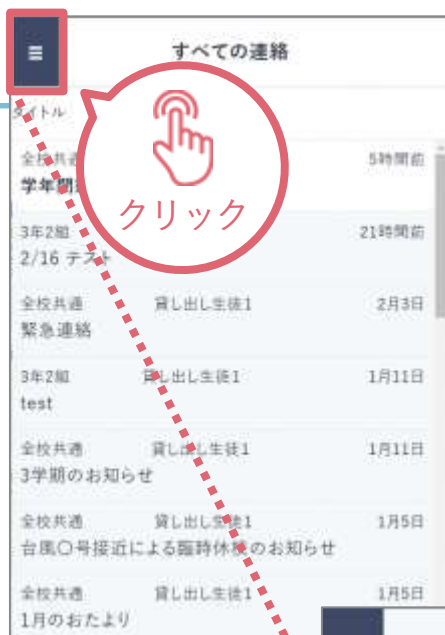 すべての連絡
タイトル
クリック
5時間前
3年2組 21時間前
2/16 テスト
全校共通 貸し出し生徒1 2月3日
緊急連絡
3年2組 貸し出し生徒1 1月11日
test
全校共通 貸し出し生徒1 1月11日
3学期のお知らせ
全校共通 貸し出し生徒1 1月5日
台風〇号接近による臨時休校のお知らせ
全校共通 貸し出し生徒1 1月5日
1月のおたより